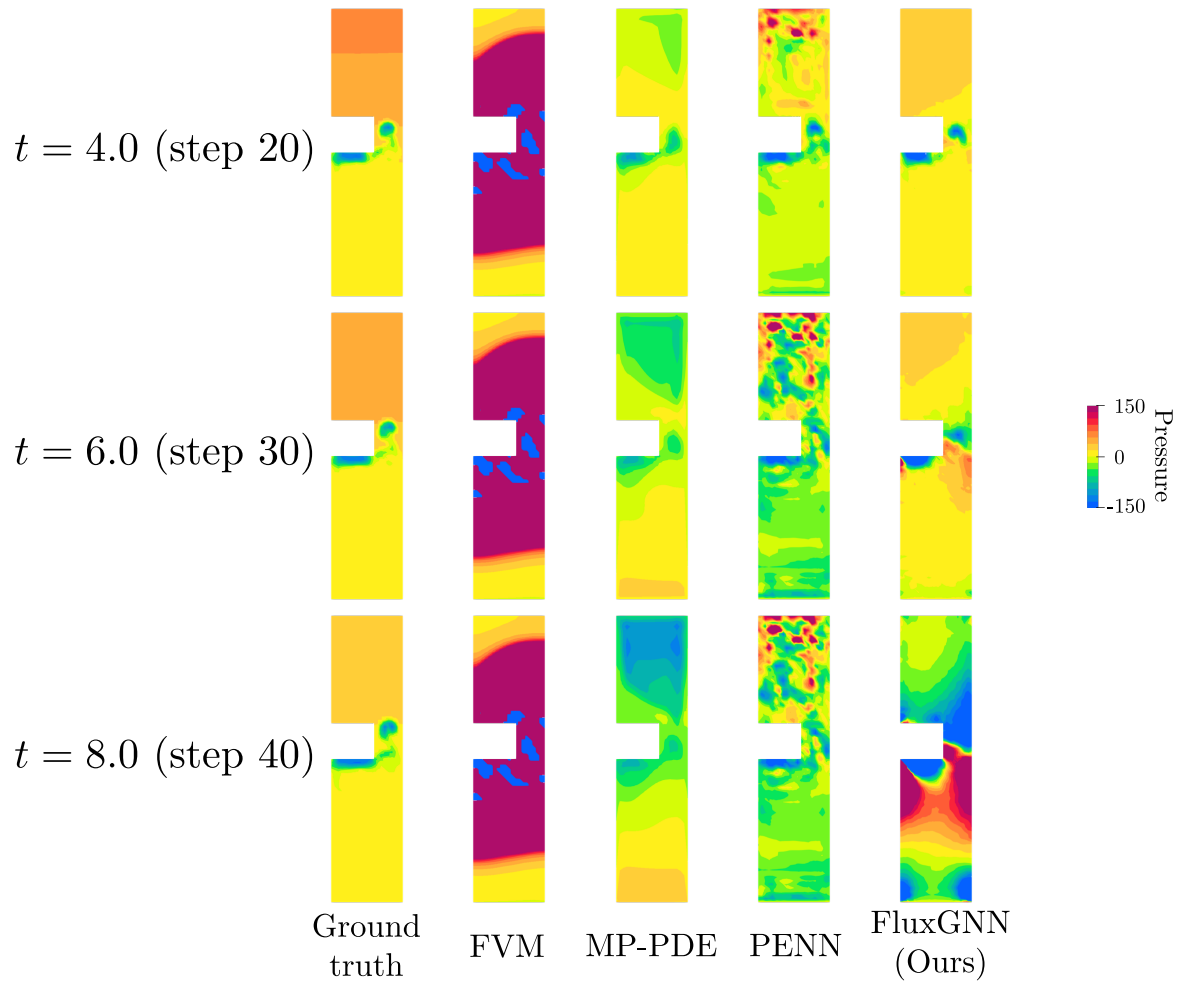 t = 4.0 (step 20)
t = 6.0 (step 30)
150
0
-150
Pressure
t = 8.0 (step 40)
Ground
truth
FVM
MP-PDE
PENN
FluxGNN
(Ours)